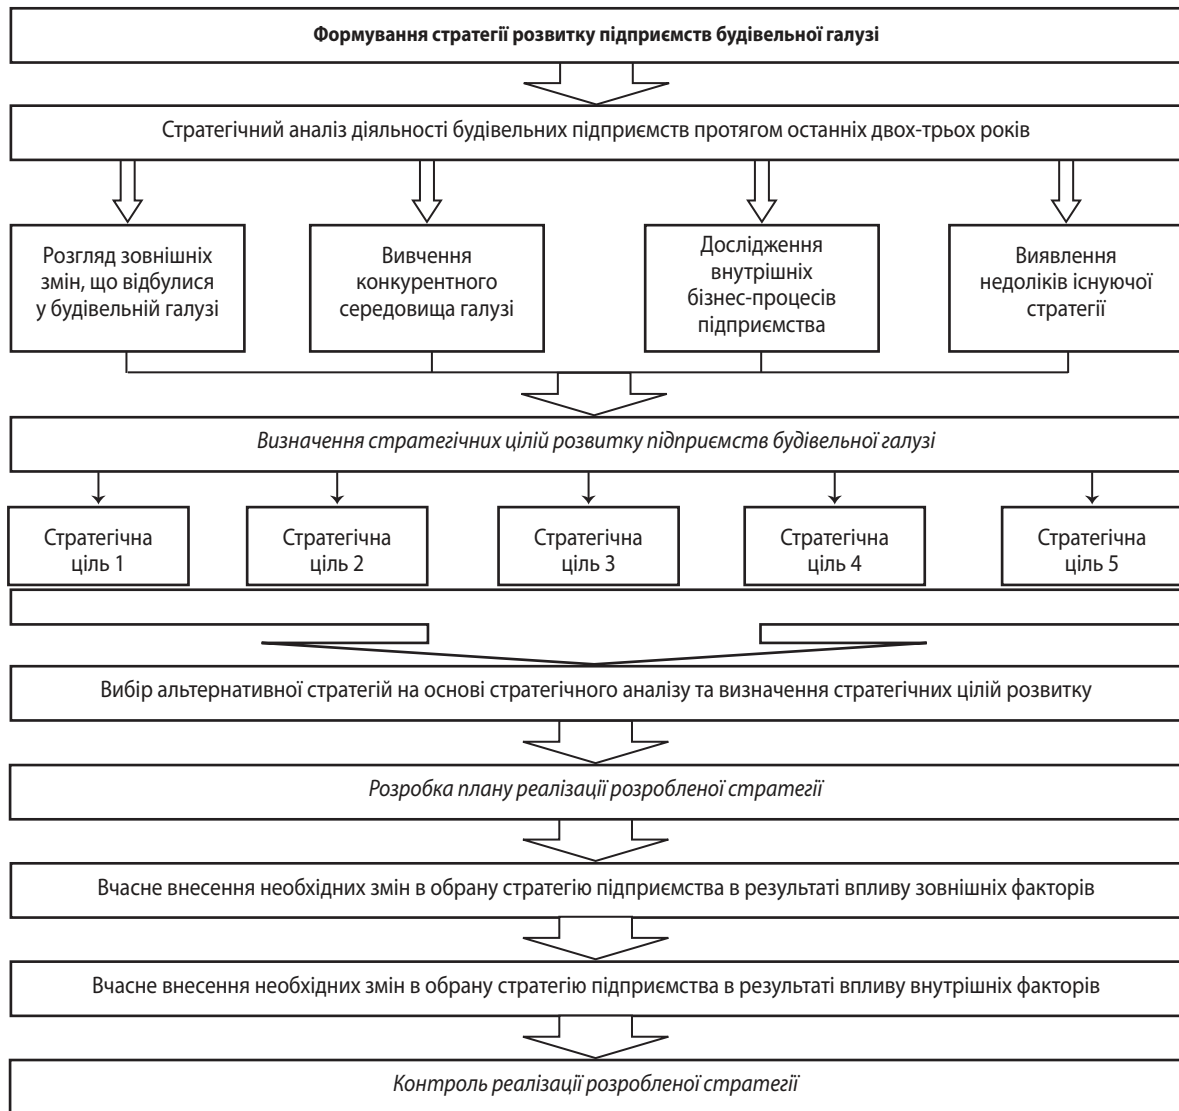 Формування стратегії розвитку підприємств будівельної галузі
Стратегічний аналіз діяльності будівельних підприємств протягом останніх двох-трьох років
Розгляд зовнішніх
змін, що відбулися
у будівельній галузі
Вивчення
конкурентного
середовища галузі
Дослідження
внутрішніх
бізнес-процесів
підприємства
Виявлення
недоліків існуючої
стратегії
Визначення стратегічних цілій розвитку підприємств будівельної галузі
Стратегічна
ціль 1
Стратегічна
ціль 2
Стратегічна
ціль 3
Стратегічна
ціль 4
Стратегічна
ціль 5
Вибір альтернативної стратегій на основі стратегічного аналізу та визначення стратегічних цілій розвитку
Розробка плану реалізації розробленої стратегії
Вчасне внесення необхідних змін в обрану стратегію підприємства в результаті впливу зовнішніх факторів
Вчасне внесення необхідних змін в обрану стратегію підприємства в результаті впливу внутрішніх факторів
Контроль реалізації розробленої стратегії